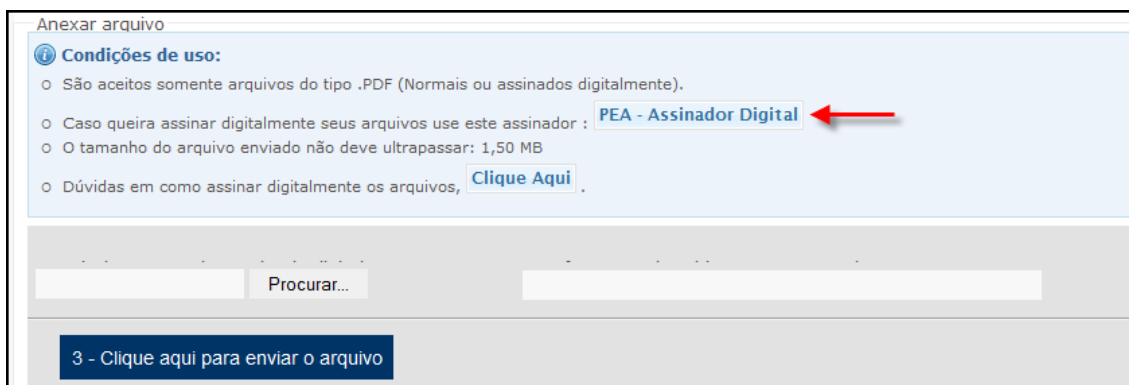 Anexar arquivo
Condições de uso:
São aceitos somente arquivos do tipo .PDF (Normais ou assinados digitalmente).
Caso queira assinar digitalmente seus arquivos use este assinador : PEA - Assinador Digital
O tamanho do arquivo enviado não deve ultrapassar: 1,50 MB
Dúvidas em como assinar digitalmente os arquivos, Clique Aqui .
Procurar...
3 - Clique aqui para enviar o arquivo